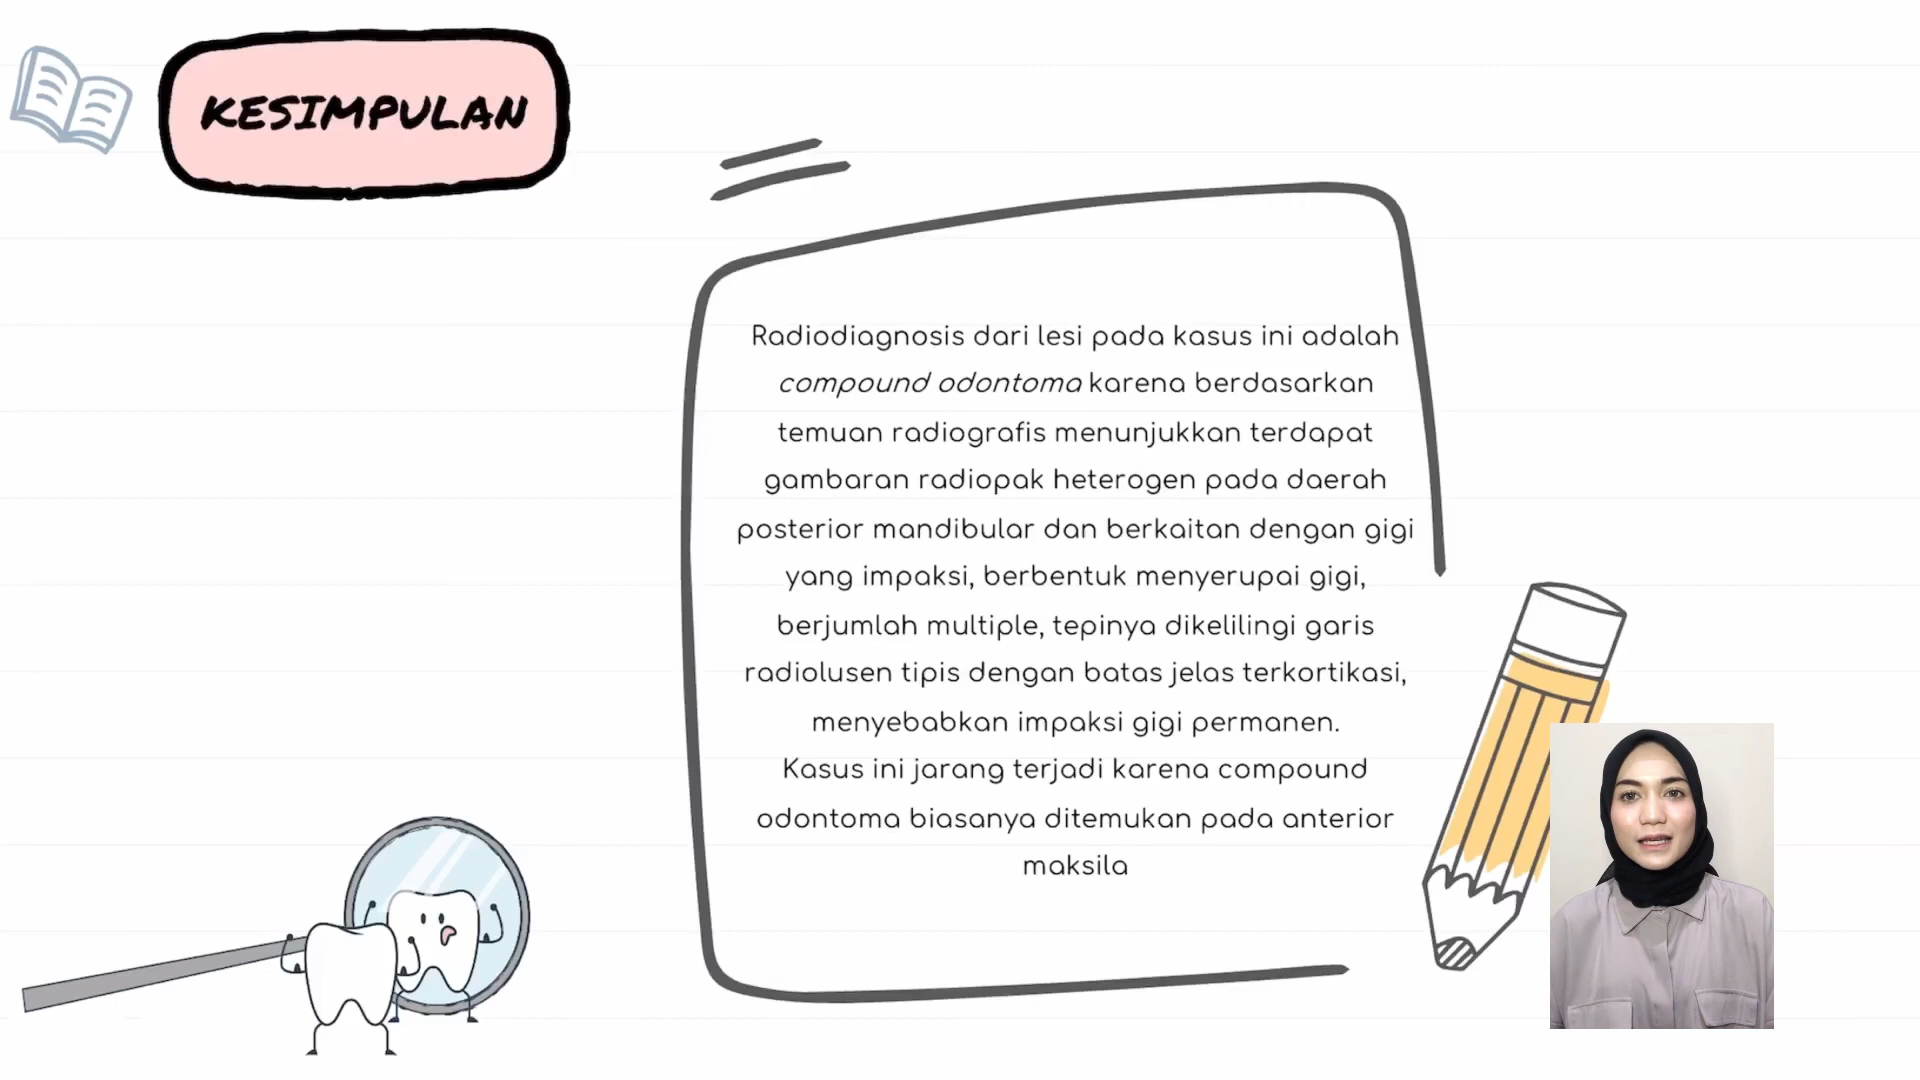 KESIMPULAN
Radiodiagnosis dari lesi pada kasus ini adalah
compound odontoma karena berdasarkan
temuan radiografis menunjukkan terdapat
gambaran radiopak heterogen pada daerah
posterior mandibular dan berkaitan dengan gigi
yang impaksi, berbentuk menyerupai gigi,
berjumlah multiple, tepinya dikelilingi garis
radiolusen tipis dengan batas jelas terkortikasi,
menyebabkan impaksi gigi permanen.
Kasus ini jarang terjadi karena compound
odontoma biasanya ditemukan pada anterior
maksila